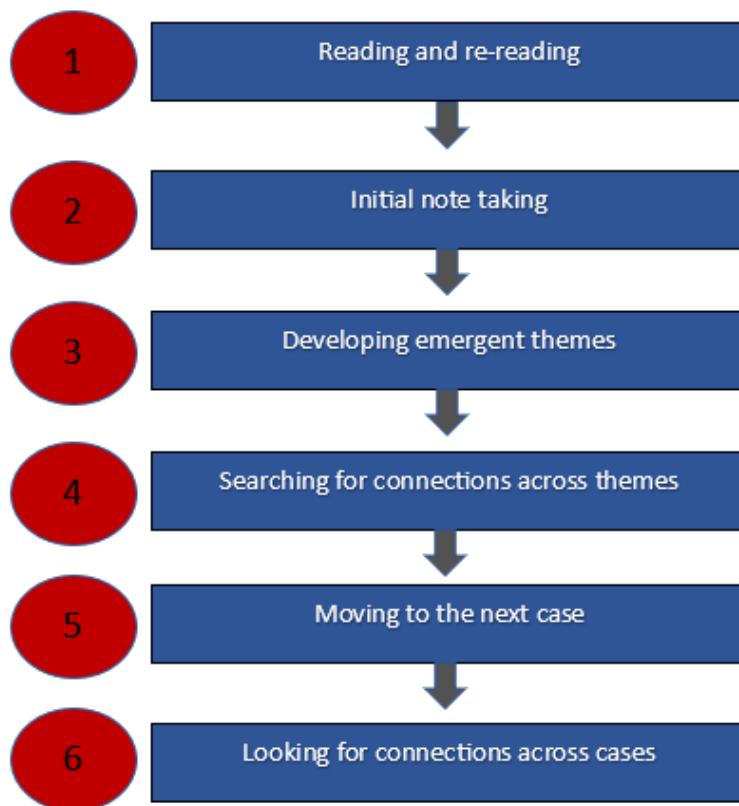 1
Reading and re-reading
2
Initial note taking
3
Developing emergent themes
4
Searching for connections across themes
5
Moving to the next case
6
Looking for connections across cases